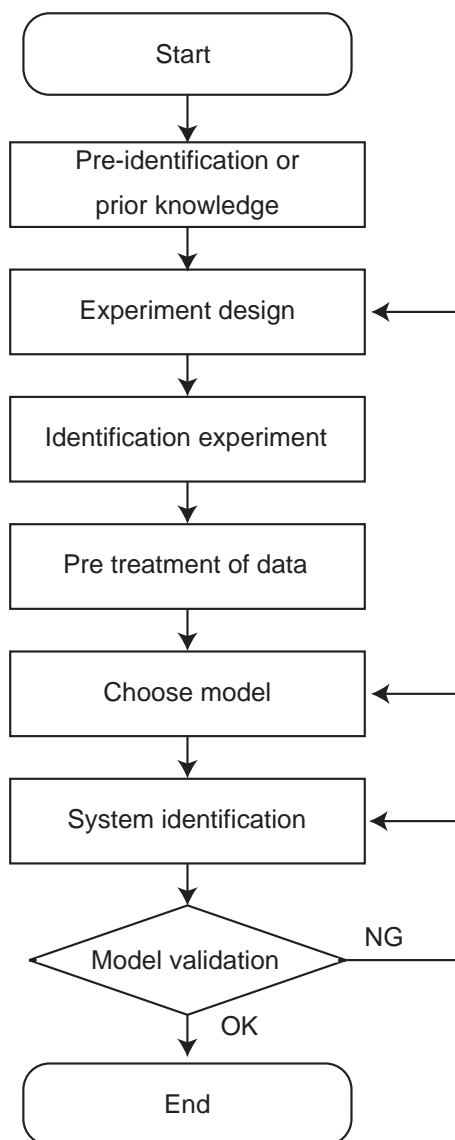 Start
Pre-identification or
prior knowledge
Experiment design
Identification experiment
Pre treatment of data
Choose model
System identification
Model validation
NG
OK
End